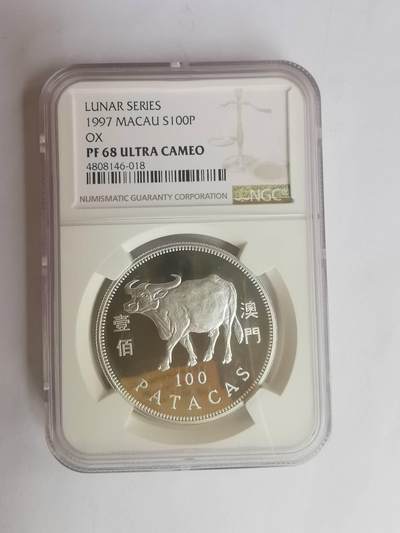 LUNAR SERIES
1997 MACAU S100P
OX
PF 68 ULTRA CAMEO
4808146-018
NUMISMATIC GUARANTY CORPORATION
NGC
壹佰
澳門
100
PATACAS